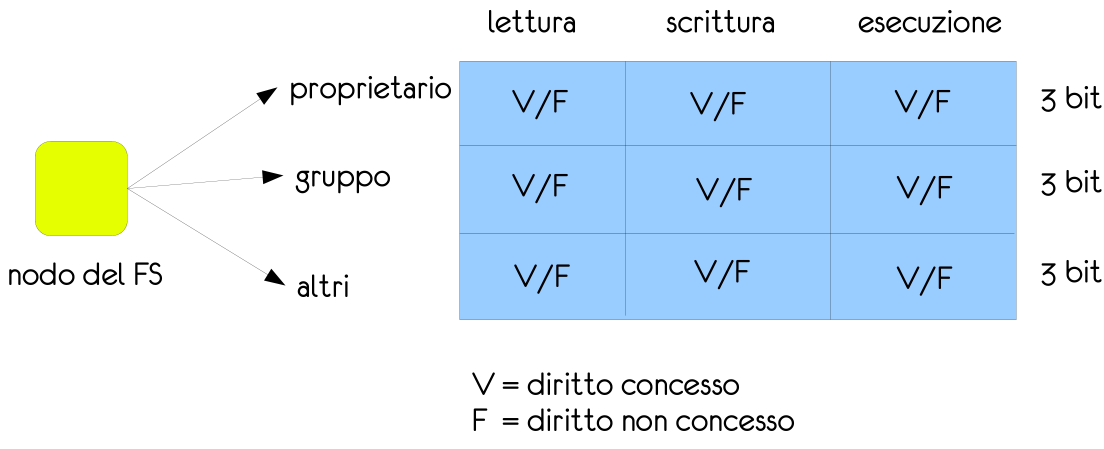 lettura scrittura esecuzione
proprietario V/F V/F V/F 3 bit
gruppo V/F V/F V/F 3 bit
nodo del FS
altri V/F V/F V/F 3 bit
V = diritto concesso
F = diritto non concesso